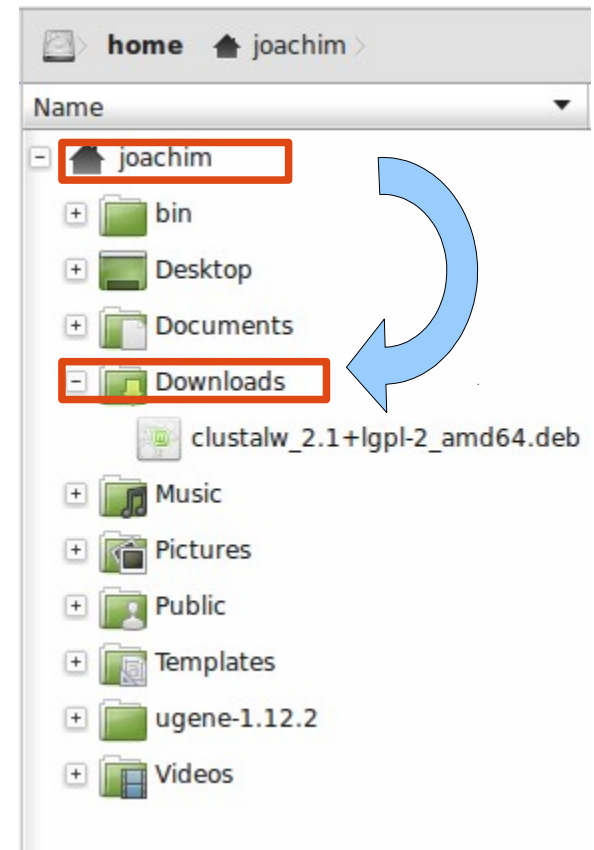 home joachim
Name
joachim
bin
Desktop
Documents
Downloads
clustalw_2.1+lgpl-2_amd64.deb
Music
Pictures
Public
Templates
ugene-1.12.2
Videos